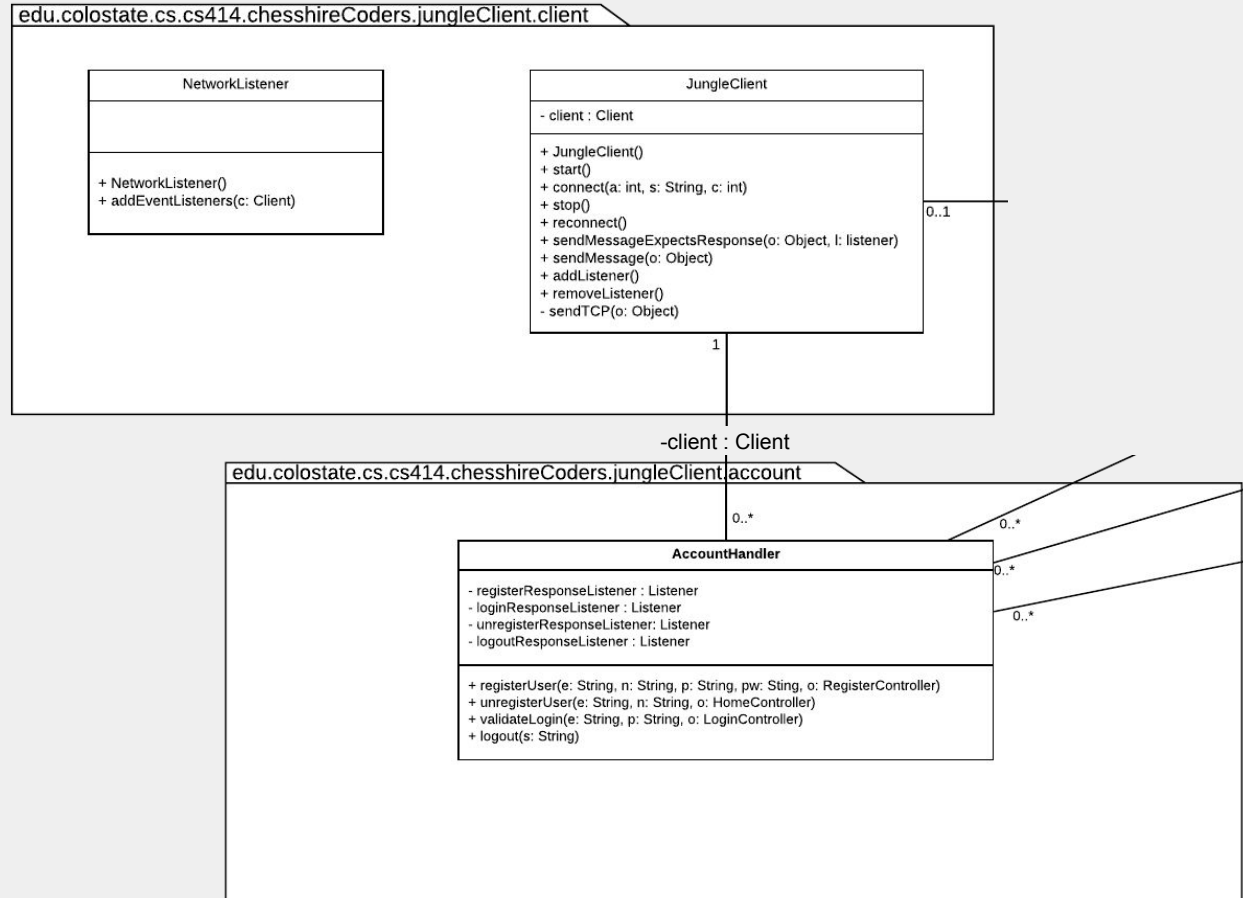 edu.colostate.cs.cs414.chesshireCoders.jungleClient.client
NetworkListener
+ NetworkListener()
+ addEventListeners(c: Client)
JungleClient
- client : Client
+ JungleClient()
+ start()
+ connect(a: int, s: String, c: int)
+ stop()
+ reconnect()
+ sendMessageExpectsResponse(o: Object, l: listener)
+ sendMessage(o: Object)
+ addListener()
+ removeListener()
- sendTCP(o: Object)
0..1
1
-client : Client
edu.colostate.cs.cs414.chesshireCoders.jungleClient.account
0..*
0..*
0..*
0..*
AccountHandler
- registerResponseListener : Listener
- loginResponseListener : Listener
- unregisterResponseListener: Listener
- logoutResponseListener : Listener
+ registerUser(e: String, n: String, p: String, pw: Sting, o: RegisterController)
+ unregisterUser(e: String, n: String, o: HomeController)
+ validateLogin(e: String, p: String, o: LoginController)
+ logout(s: String)